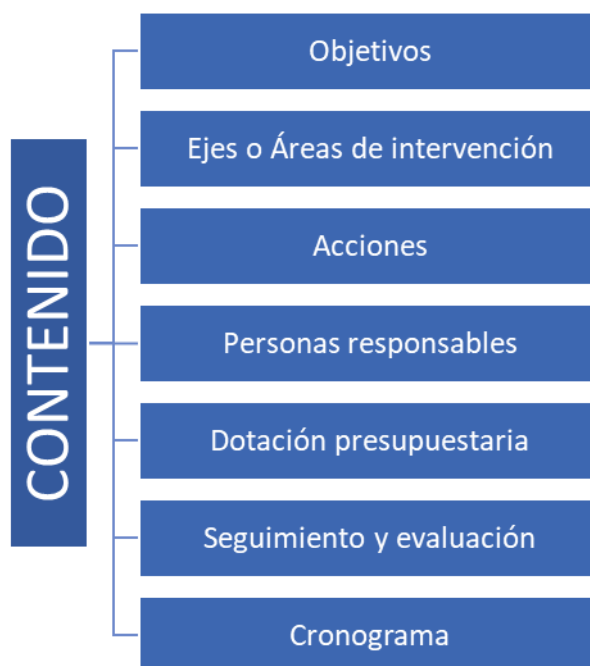 CONTENIDO
Objetivos
Ejes o Áreas de intervención
Acciones
Personas responsables
Dotación presupuestaria
Seguimiento y evaluación
Cronograma